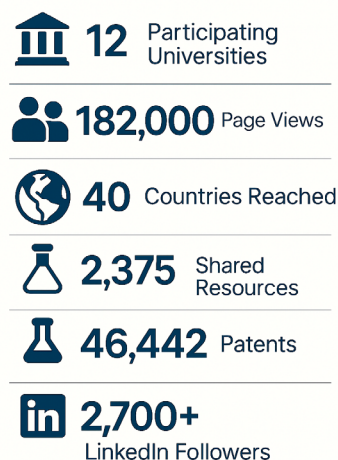 12 Participating
Universities
182,000 Page Views
40 Countries Reached
2,375 Shared
Resources
46,442 Patents
in 2,700+
LinkedIn Followers